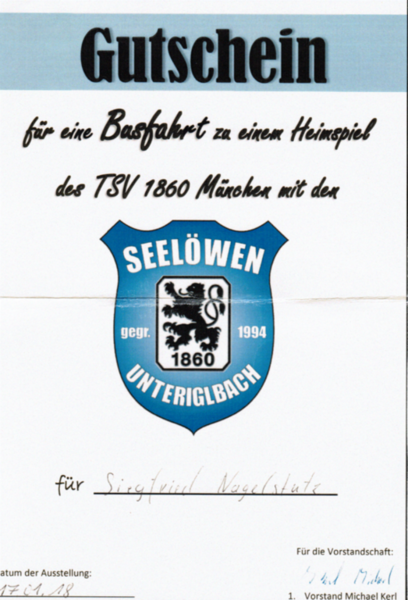 Gutschein
für eine Busfahrt zu einem Heimspiel
des TSV 1860 München mit den
SEELÖWEN
gegr. 1994
1860
UNTERIGLBACH
für Siegfried Nagelstutz
Für die Vorstandschaft:
atum der Ausstellung:
17.01.18
1. Vorstand Michael Kerl